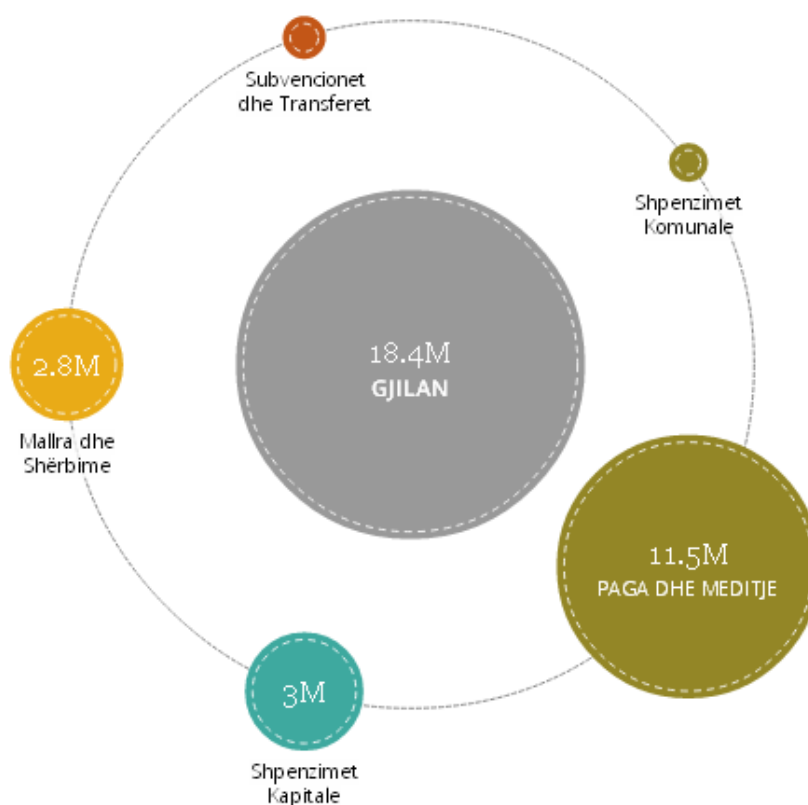 Subvencionet
dhe Transferet
Shpenzimet
Komunale
18.4M
GJILAN
2.8M
Mallra dhe
Shërbime
11.5M
PAGA DHE MEDITJE
3M
Shpenzimet
Kapitale